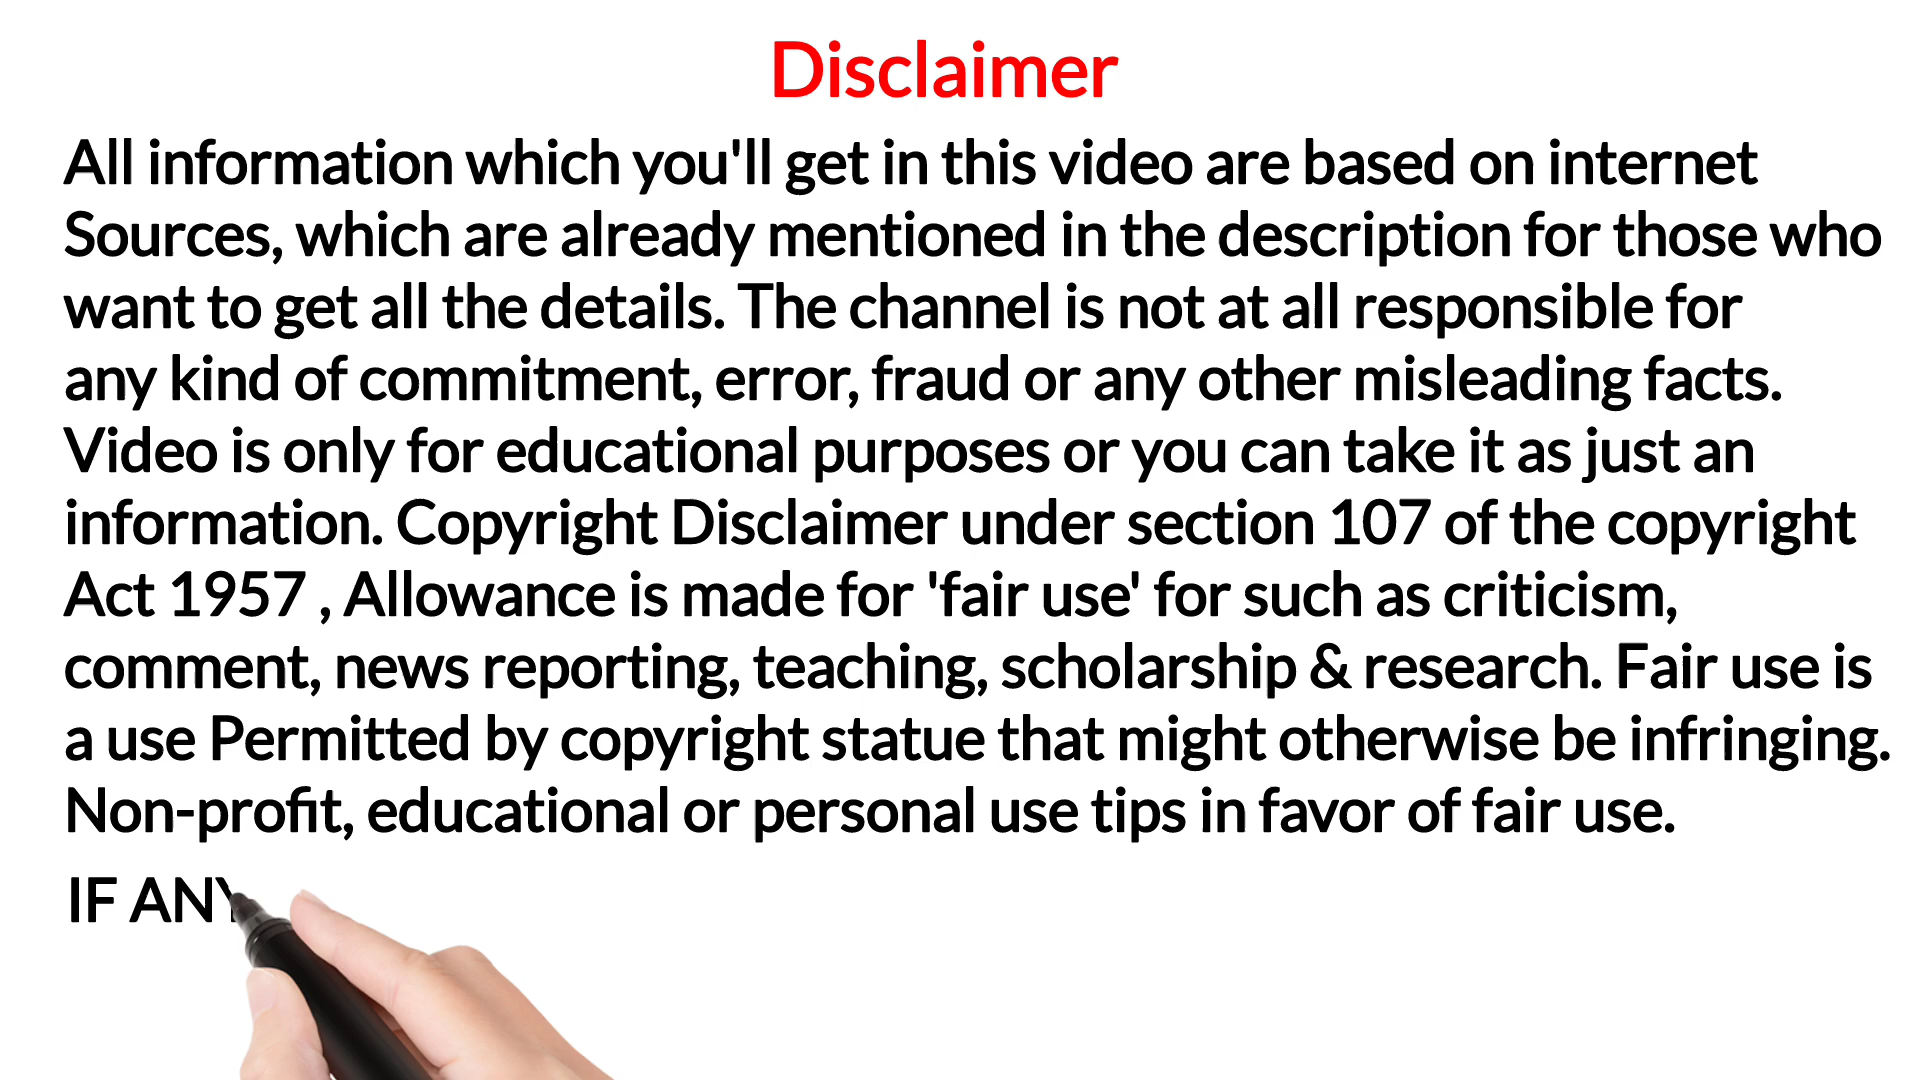 Disclaimer
All information which you'll get in this video are based on internet
Sources, which are already mentioned in the description for those who
want to get all the details. The channel is not at all responsible for
any kind of commitment, error, fraud or any other misleading facts.
Video is only for educational purposes or you can take it as just an
information. Copyright Disclaimer under section 107 of the copyright
Act 1957 , Allowance is made for 'fair use' for such as criticism,
comment, news reporting, teaching, scholarship & research. Fair use is
a use Permitted by copyright statue that might otherwise be infringing.
Non-profit, educational or personal use tips in favor of fair use.
IF ANY